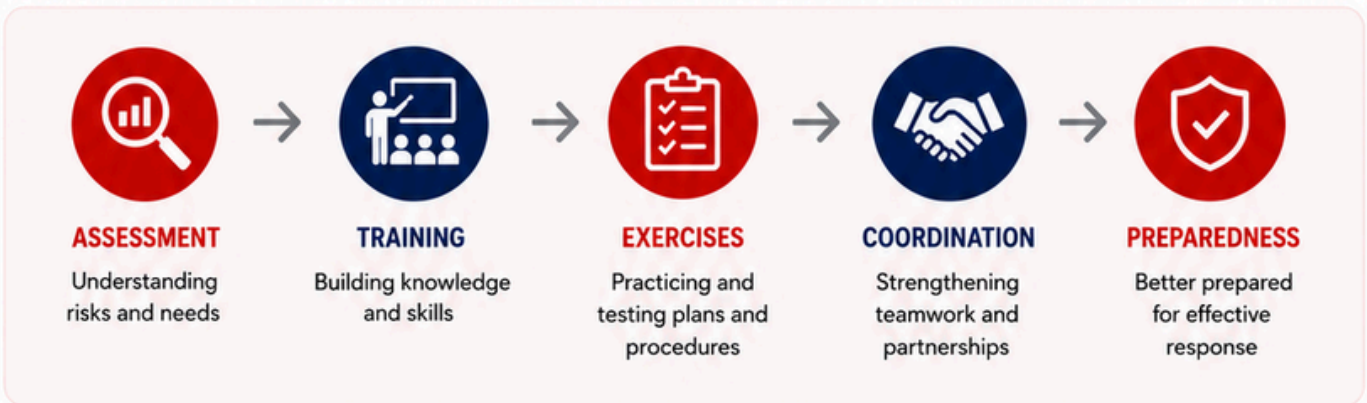 ASSESSMENT
Understanding
risks and needs
TRAINING
Building knowledge
and skills
EXERCISES
Practicing and
testing plans and
procedures
COORDINATION
Strengthening
teamwork and
partnerships
PREPAREDNESS
Better prepared
for effective
response